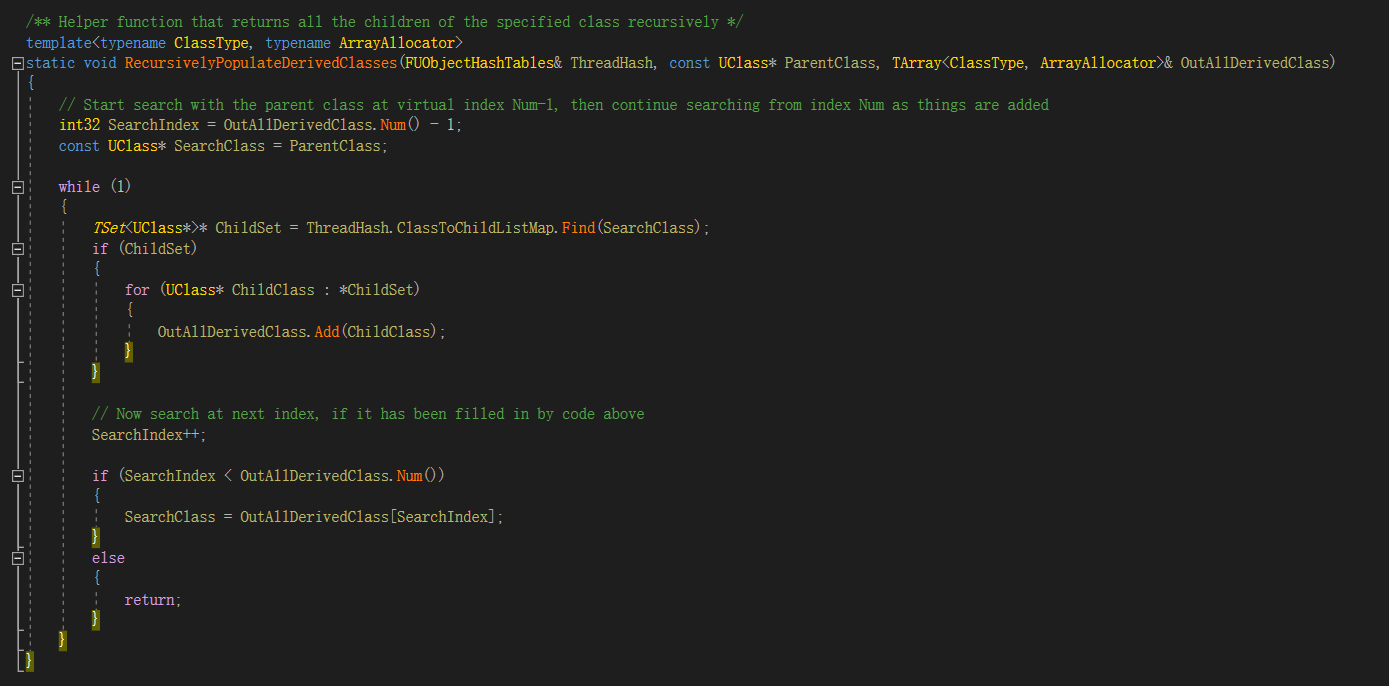 /** Helper function that returns all the children of the specified class recursively */
template<typename ClassType, typename ArrayAllocator>
static void RecursivelyPopulateDerivedClasses(FUObjectHashTables& ThreadHash, const UClass* ParentClass, TArray<ClassType, ArrayAllocator>& OutAllDerivedClass)
{
// Start search with the parent class at virtual index Num-1, then continue searching from index Num as things are added
int32 SearchIndex = OutAllDerivedClass.Num() - 1;
const UClass* SearchClass = ParentClass;
while (1)
{
TSet<UClass*>* ChildSet = ThreadHash.ClassToChildListMap.Find(SearchClass);
if (ChildSet)
{
for (UClass* ChildClass : *ChildSet)
{
OutAllDerivedClass.Add(ChildClass);
}
}
// Now search at next index, if it has been filled in by code above
SearchIndex++;
if (SearchIndex < OutAllDerivedClass.Num())
{
SearchClass = OutAllDerivedClass[SearchIndex];
}
else
{
return;
}
}
}